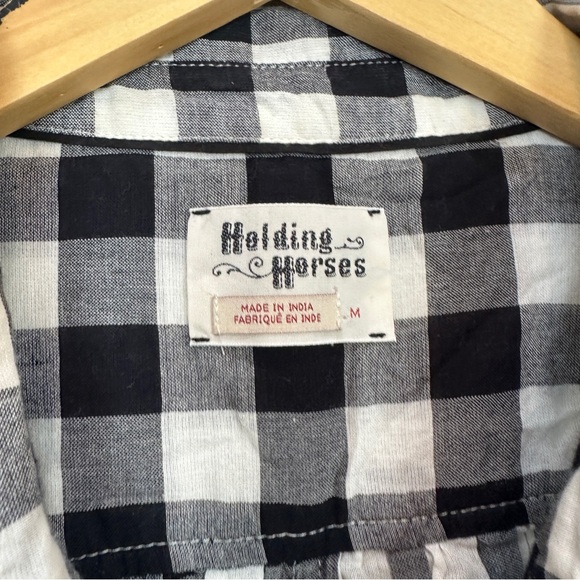 Holding
Horses
MADE IN INDIA
FABRIQUÉ EN INDE
M